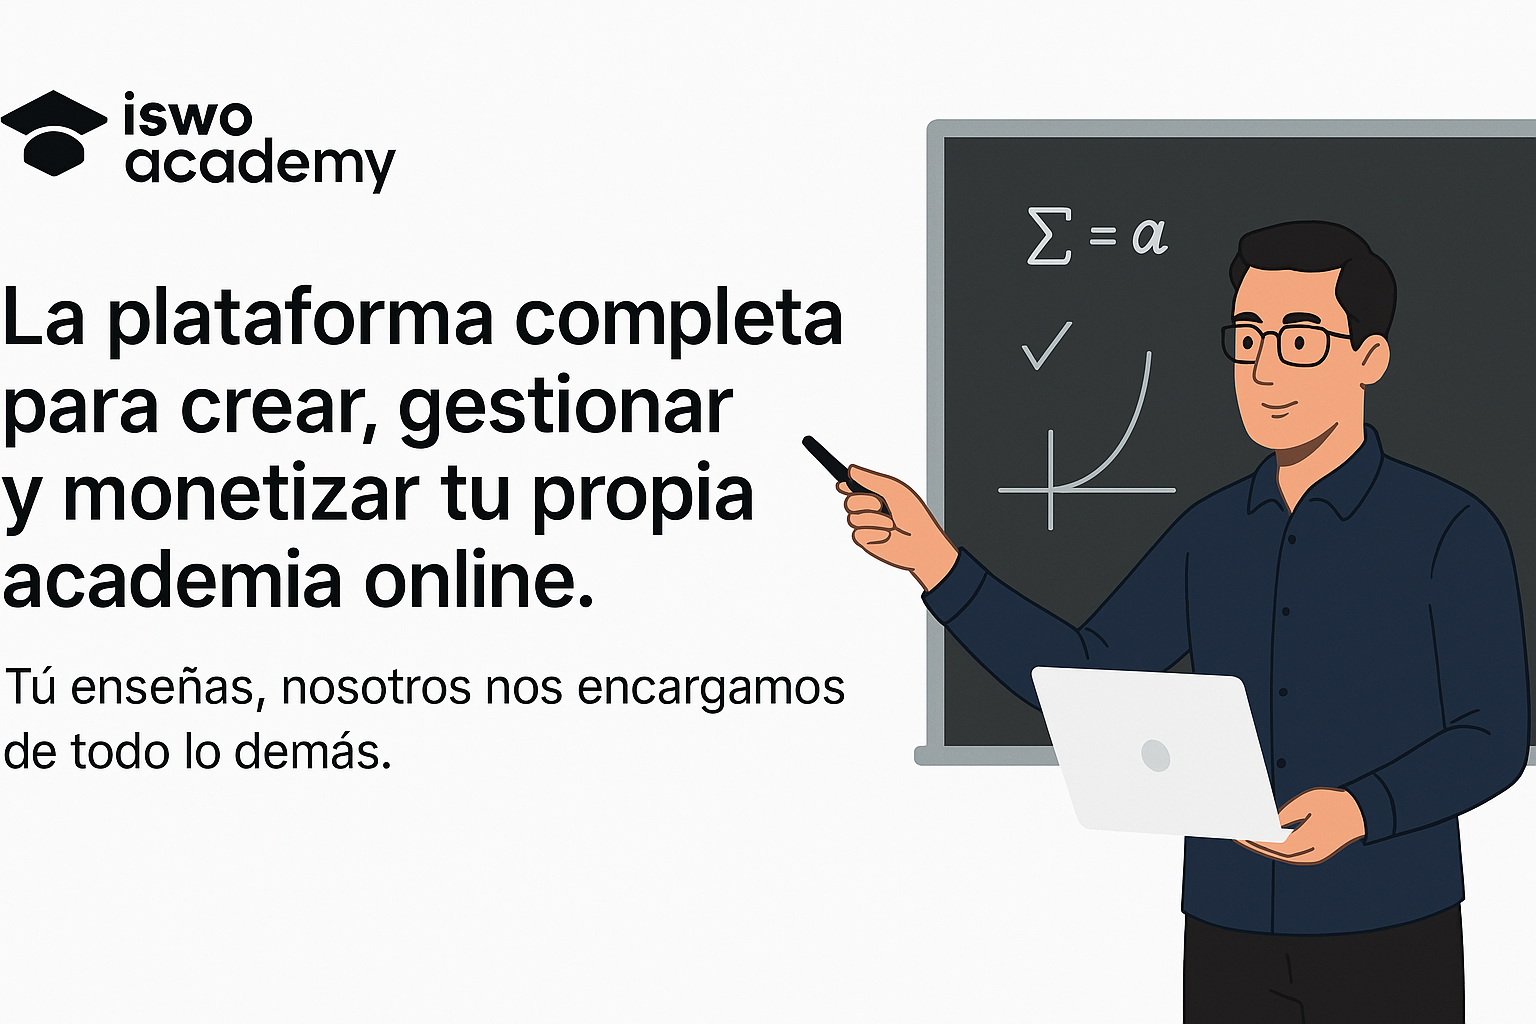 iswo
academy
La plataforma completa
para crear, gestionar
y monetizar tu propia
academia online.
Tú enseñas, nosotros nos encargamos
de todo lo demás.
Σ = a